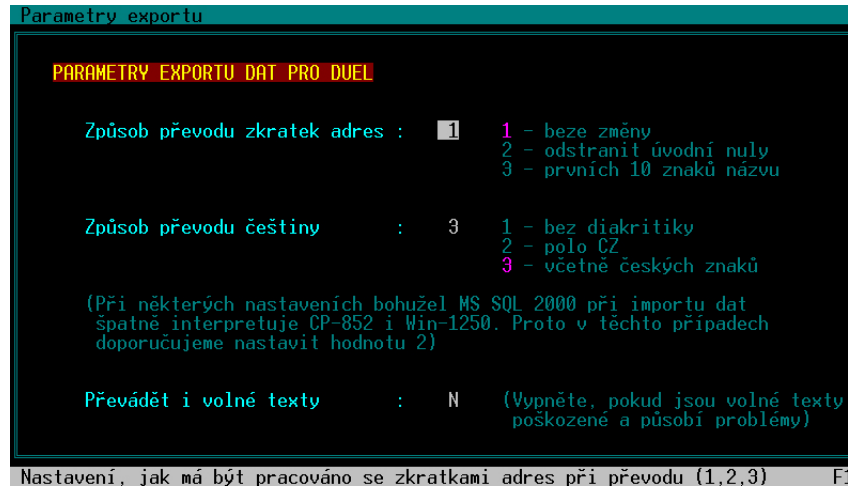 Parametry exportu
PARAMETRY EXPORTU DAT PRO DUEL
Způsob převodu zkratek adres : 1 1 - beze změny
2 - odstranit úvodní nuly
3 - prvních 10 znaků názvu
Způsob převodu češtiny : 3 1 - bez diakritiky
2 - polo CZ
3 - včetně českých znaků
(Při některých nastaveních bohužel MS SQL 2000 při importu dat
špatně interpretuje CP-852 i Win-1250. Proto v těchto případech
doporučujeme nastavit hodnotu 2)
Převádět i volné texty : N (Vypněte, pokud jsou volné texty
poškozené a působí problémy)
Nastavení, jak má být pracováno se zkratkami adres při převodu (1,2,3) F1